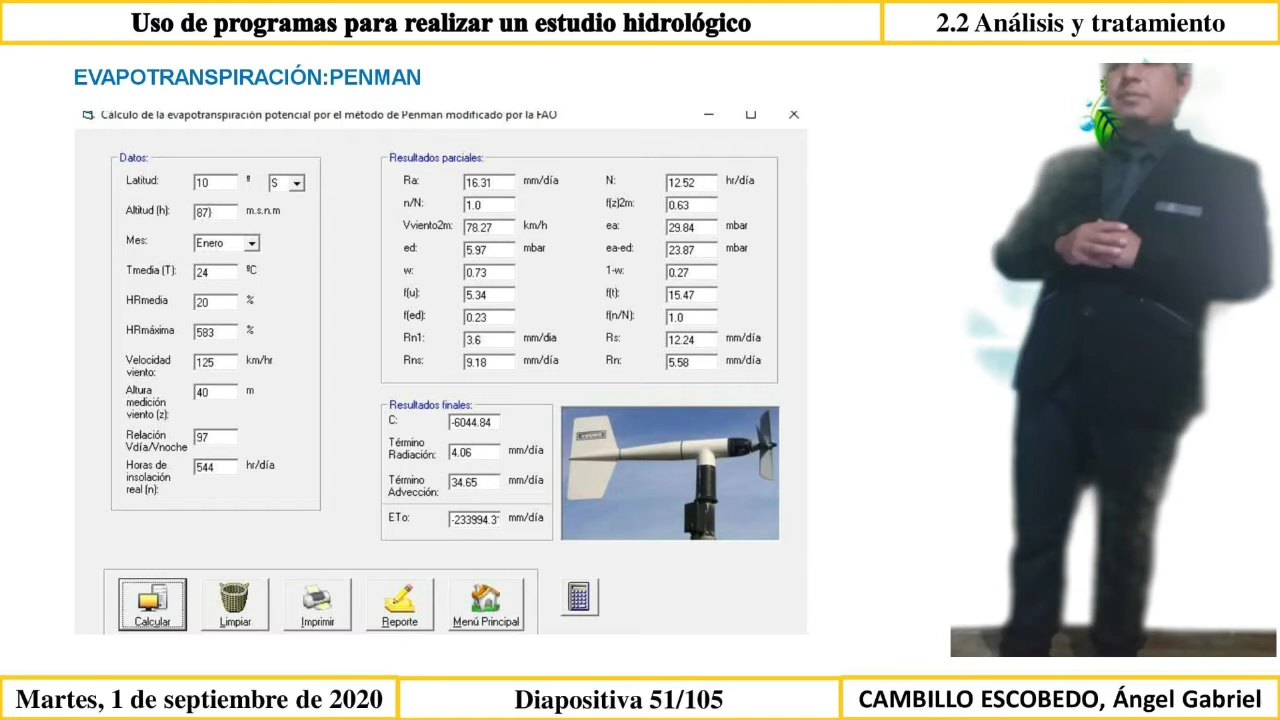 Uso de programas para realizar un estudio hidrológico
2.2 Análisis y tratamiento
EVAPOTRANSPIRACIÓN:PENMAN
Cálculo de la evapotranspiración potencial por el método de Penman modificado por la FAO
Datos:
Latitud: 10 º S
Altitud (h): 87} m.s.n.m
Mes: Enero
Tmedia (T): 24 ºC
HRmedia 20 %
HRmáxima 583 %
Velocidad viento: 125 km/hr
Altura medición viento (z): 40 m
Relación Vdía/Vnoche 97
Horas de insolación real (n): 544 hr/día
Resultados parciales:
Ra: 16.31 mm/día N: 12.52 hr/día
n/N: 1.0 f(z)2m: 0.63
Vviento2m: 78.27 km/h ea: 29.84 mbar
ed: 5.97 mbar ea-ed: 23.87 mbar
w: 0.73 1-w: 0.27
f(u): 5.34 f(t): 15.47
f(ed): 0.23 f(n/N): 1.0
Rn1: 3.6 mm/dia Rs: 12.24 mm/día
Rns: 9.18 mm/día Rn: 5.58 mm/día
Resultados finales:
C: -6044.84
Término Radiación: 4.06 mm/día
Término Advección: 34.65 mm/día
ETo: -233994.3 mm/día
YOUNG
Calcular Limpiar Imprimir Reporte Menú Principal
Martes, 1 de septiembre de 2020
Diapositiva 51/105
CAMBILLO ESCOBEDO, Ángel Gabriel